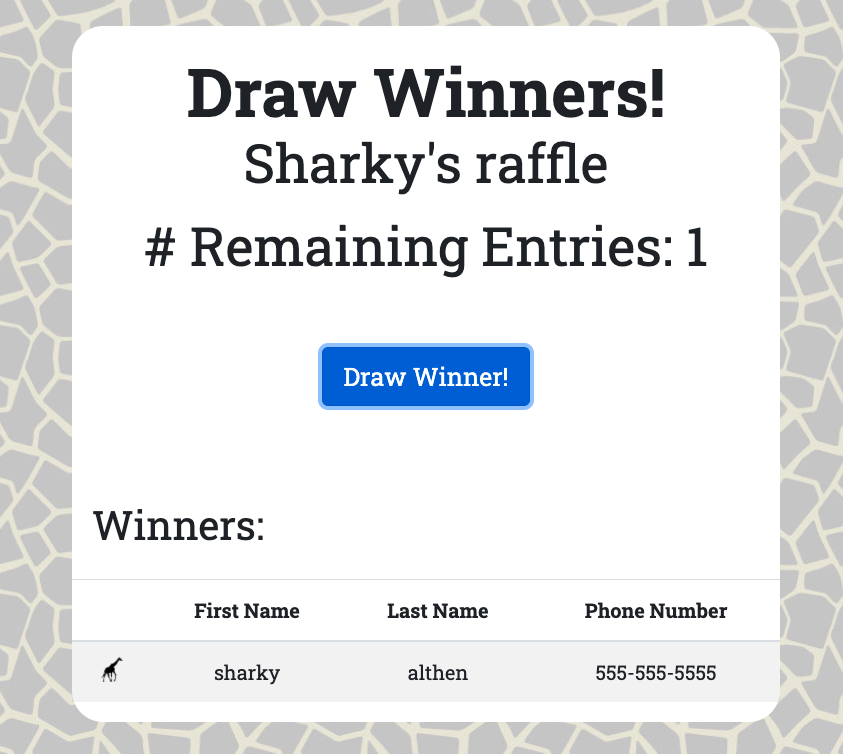 Draw Winners!
Sharky's raffle
# Remaining Entries: 1
Draw Winner!
Winners:
First Name Last Name Phone Number
sharky althen 555-555-5555